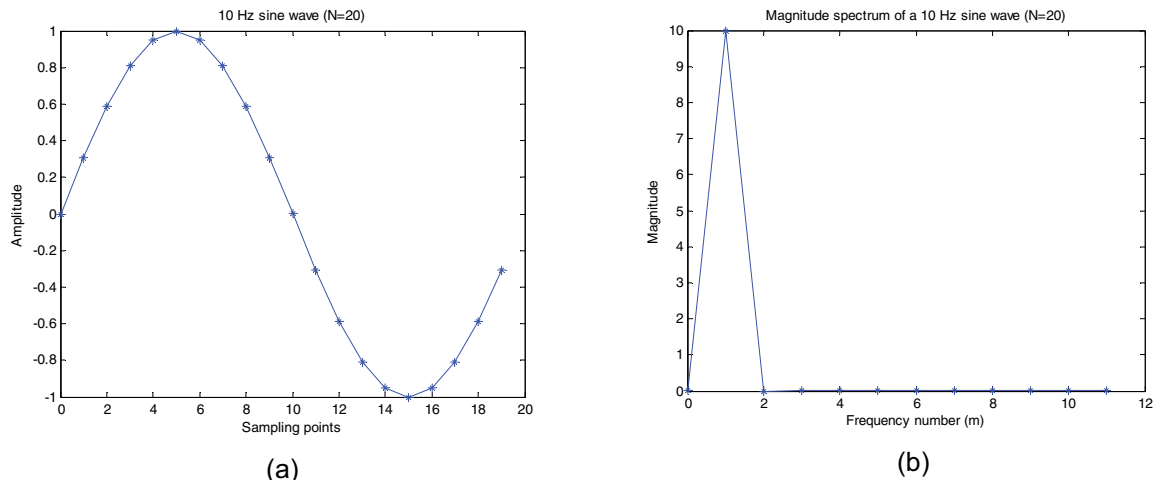 10 Hz sine wave (N=20)
1
0.8
0.6
0.4
0.2
0
-0.2
-0.4
-0.6
-0.8
-1
Amplitude
0 2 4 6 8 10 12 14 16 18 20
Sampling points
(a)
Magnitude spectrum of a 10 Hz sine wave (N=20)
10
9
8
7
6
5
4
3
2
1
0
Magnitude
0 2 4 6 8 10 12
Frequency number (m)
(b)